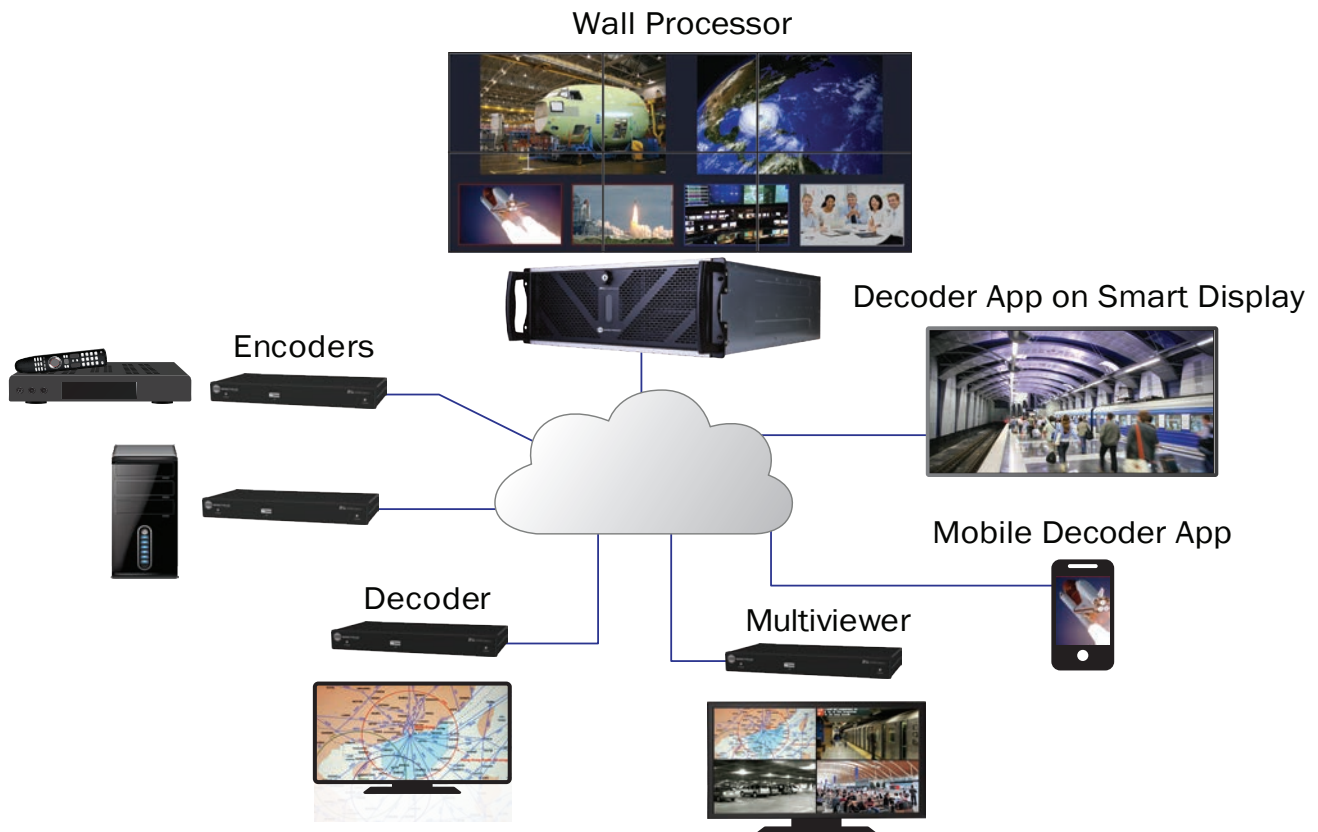 Wall Processor
Decoder App on Smart Display
Encoders
Mobile Decoder App
Decoder
Multiviewer